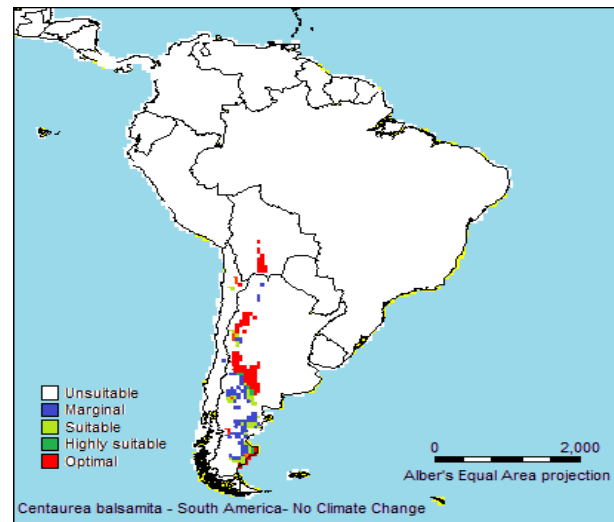 Unsuitable
Marginal
Suitable
Highly suitable
Optimal
0 2,000
Alber's Equal Area projection
Centaurea balsamita - South America- No Climate Change